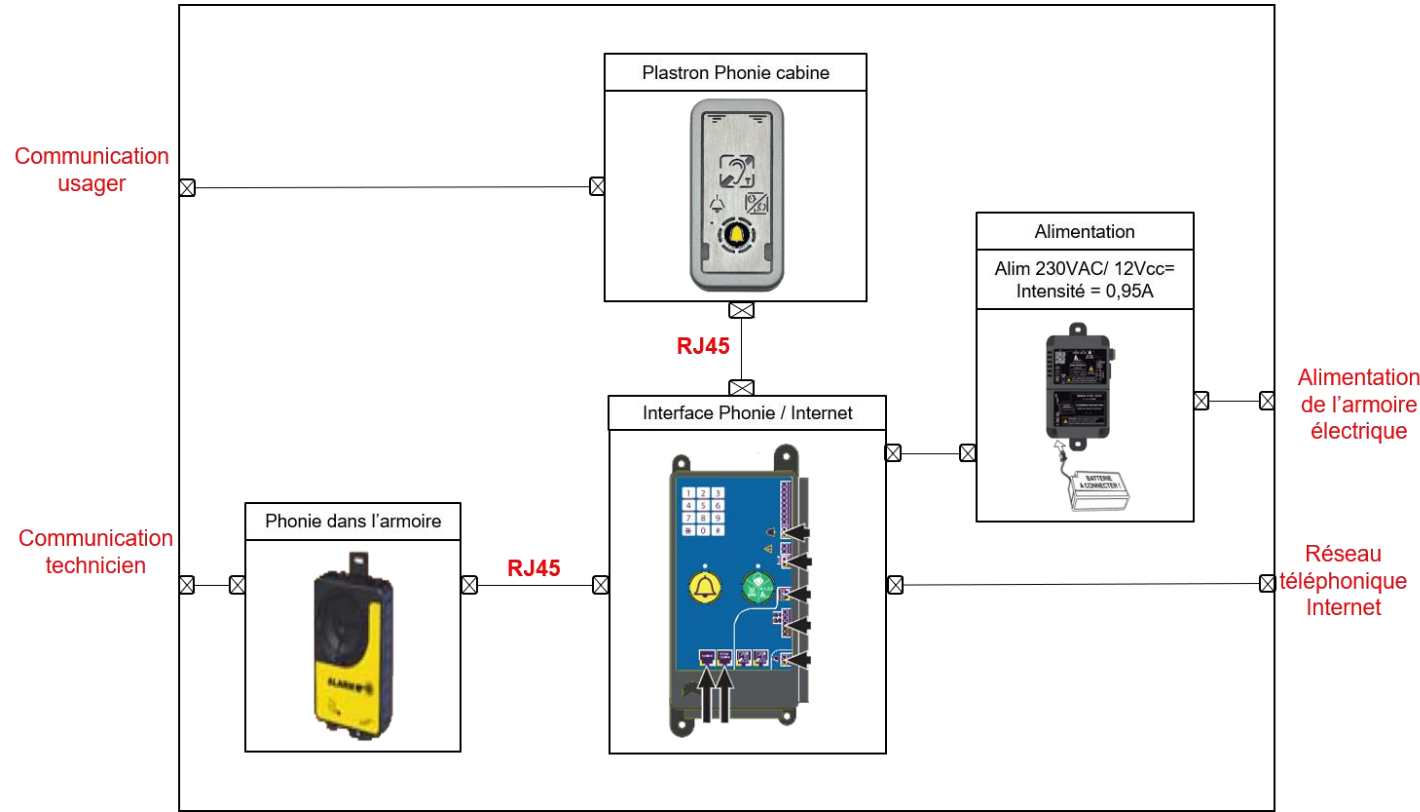 Plastron Phonie cabine
T
Communication
usager
Alimentation
Alim 230VAC/ 12Vcc=
Intensité = 0,95A
RJ45
BATTERIE
A CONNECTER !
Alimentation
de l’armoire
électrique
Interface Phonie / Internet
1 2 3
4 5 6
7 8 9
* 0 #
Phonie dans l’armoire
ALARM
Communication
technicien
RJ45
Réseau
téléphonique
Internet